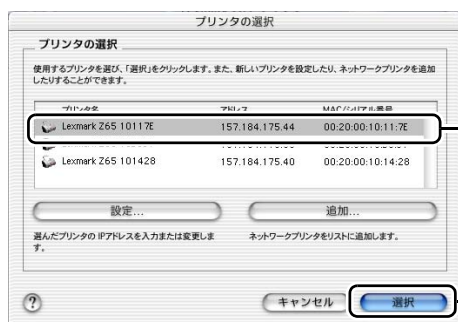 プリンタの選択
プリンタの選択
使用するプリンタを選び、「選択」をクリックします。また、新しいプリンタを設定したり、ネットワークプリンタを追加
したりすることができます。
プリンタ名 アドレス MAC/シリアル番号
Lexmark Z65 10117E 157.184.175.44 00:20:00:10:11:7E
Lexmark Z65 101428 157.184.175.40 00:20:00:10:14:28
設定... 追加...
選んだプリンタの IPアドレスを入力または変更しま
す。
ネットワークプリンタをリストに追加します。
? キャンセル 選択